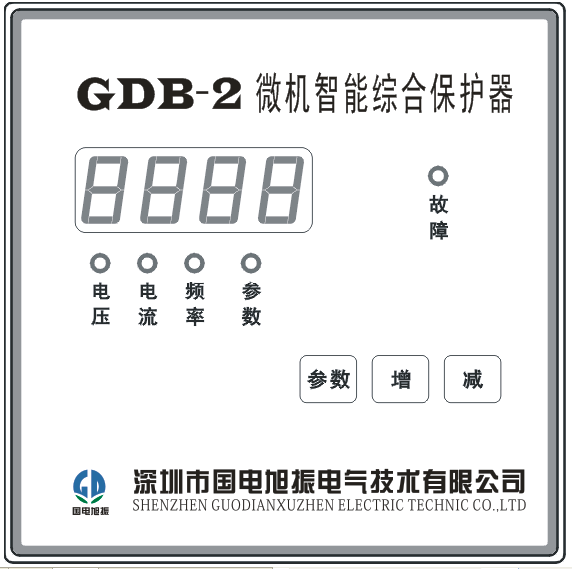 GDB-2 微机智能综合保护器
8888
故障
电压 电流 频率 参数
参数 增 减
GD
国电旭振
深圳市国电旭振电气技术有限公司
SHENZHEN GUODIANXUZHEN ELECTRIC TECHNIC CO.,LTD